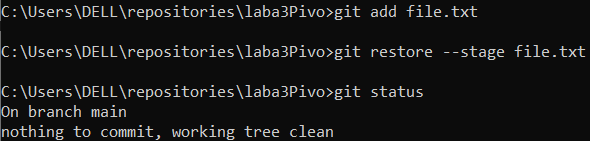 C:\Users\DELL\repositories\laba3Pivo>git add file.txt
C:\Users\DELL\repositories\laba3Pivo>git restore --stage file.txt
C:\Users\DELL\repositories\laba3Pivo>git status
On branch main
nothing to commit, working tree clean